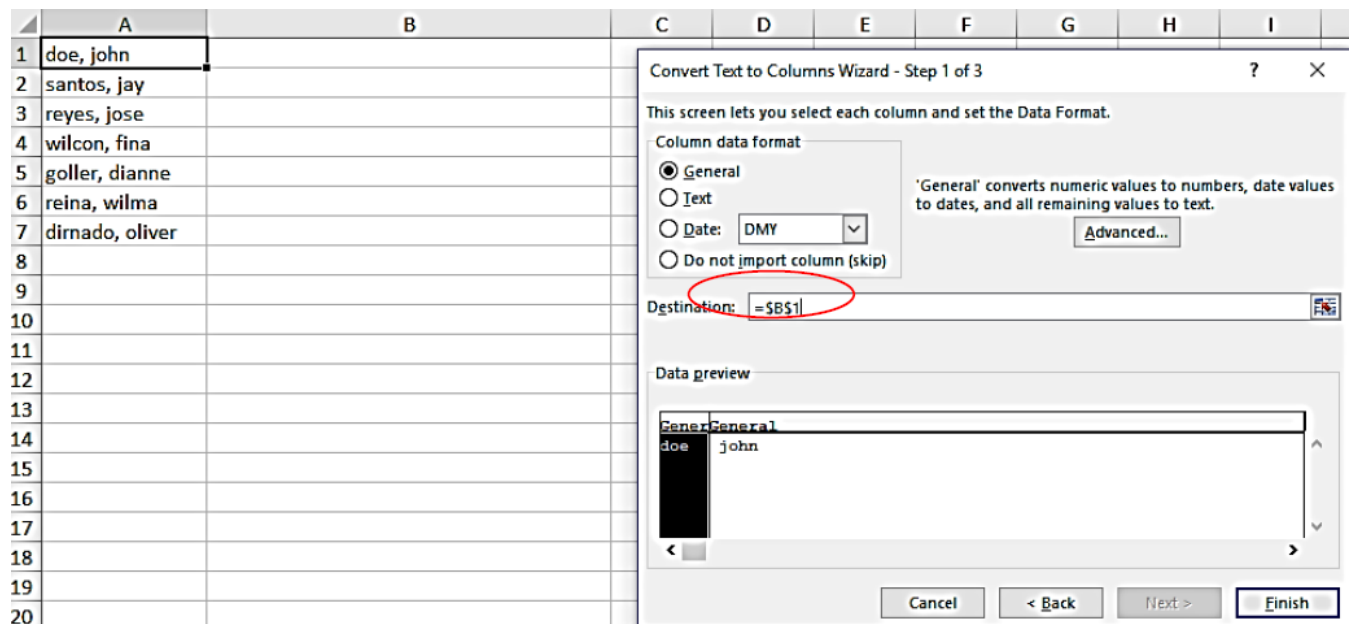 A B C D E F G H I
1 doe, john
2 santos, jay
3 reyes, jose
4 wilcon, fina
5 goller, dianne
6 reina, wilma
7 dirnado, oliver
8
9
10
11
12
13
14
15
16
17
18
19
20
Convert Text to Columns Wizard - Step 1 of 3 ?
This screen lets you select each column and set the Data Format.
Column data format
General
Text
Date: DMY
Do not import column (skip)
'General' converts numeric values to numbers, date values
to dates, and all remaining values to text.
Advanced...
Destination: =$B$1
Data preview
GenerGeneral
doe john
Cancel < Back Next > Finish